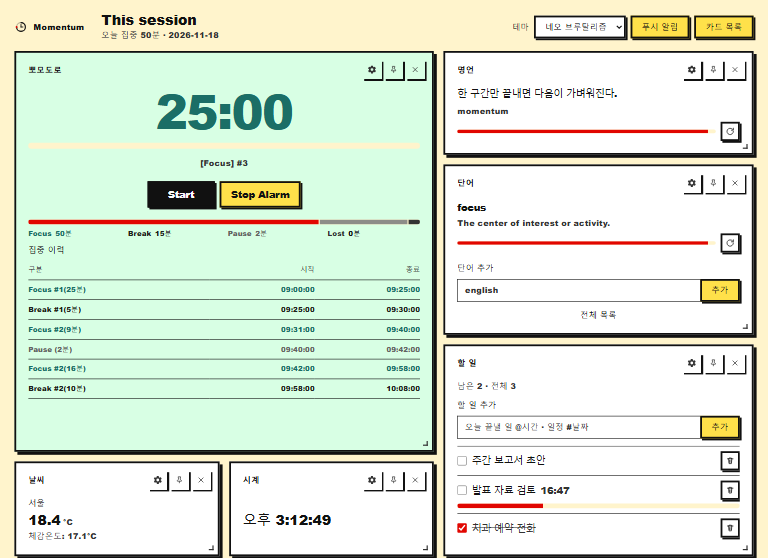 Momentum
This session
오늘 집중 50분 · 2026-11-18
테마
네오 브루탈리즘
푸시 알림
카드 목록
뽀모도로
25:00
[Focus] #3
Start
Stop Alarm
Focus 50분
Break 15분
Pause 2분
Lost 0분
집중 이력
구분 시작 종료
Focus #1(25분) 09:00:00 09:25:00
Break #1(5분) 09:25:00 09:30:00
Focus #2(9분) 09:31:00 09:40:00
Pause (2분) 09:40:00 09:42:00
Focus #2(16분) 09:42:00 09:58:00
Break #2(10분) 09:58:00 10:08:00
날씨
서울
18.4 °C
체감온도: 17.1°C
시계
오후 3:12:49
명언
한 구간만 끝내면 다음이 가벼워진다.
momentum
단어
focus
The center of interest or activity.
단어 추가
english
추가
전체 목록
할 일
남은 2 · 전체 3
할 일 추가
오늘 끝낼 일 @시간 · 일정 #날짜
추가
주간 보고서 초안
발표 자료 검토 16:47
치과 예약 전화